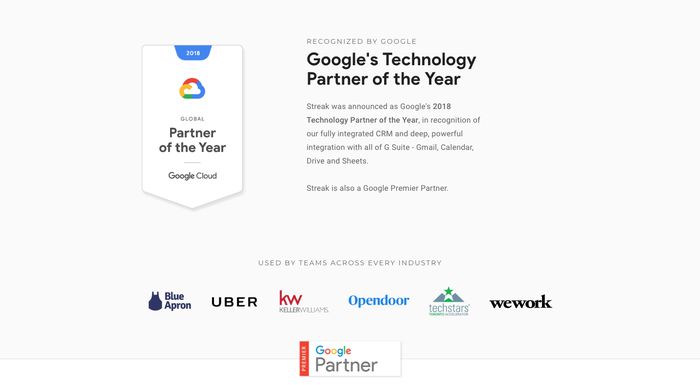 2018
GLOBAL
Partner
of the Year
Google Cloud
RECOGNIZED BY GOOGLE
Google's Technology
Partner of the Year
Streak was announced as Google's 2018
Technology Partner of the Year, in recognition of
our fully integrated CRM and deep, powerful
integration with all of G Suite - Gmail, Calendar,
Drive and Sheets.
Streak is also a Google Premier Partner.
USED BY TEAMS ACROSS EVERY INDUSTRY
Blue
Apron
UBER
kw
KELLERWILLIAMS.
Opendoor
techstars
TORONTO ACCELERATOR
wework
PREMIER
Google
Partner